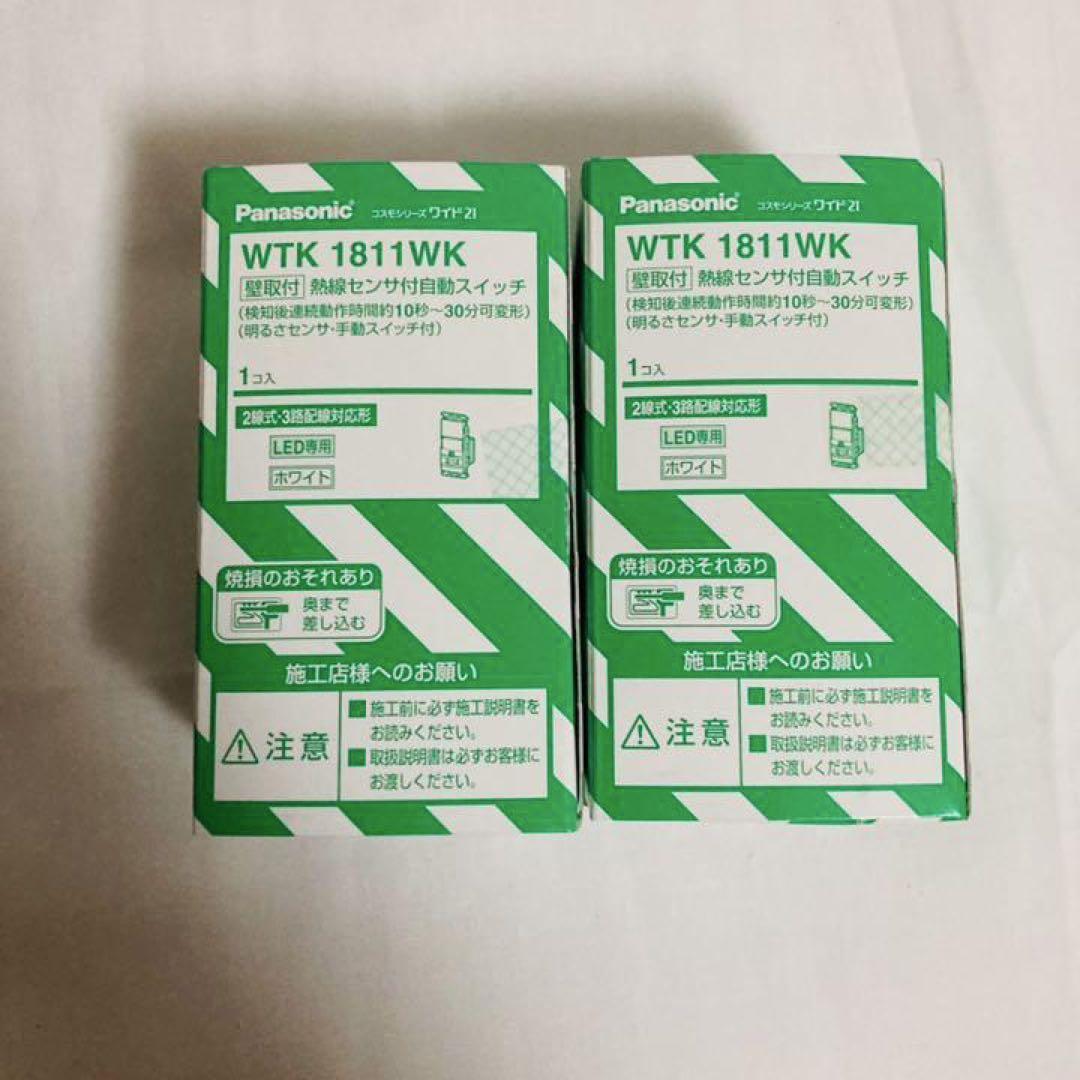 Panasonic コスモシリーズワイド21
WTK 1811WK
壁取付 熱線センサ付自動スイッチ
(検知後連続動作時間約10秒～30分可変形)
(明るさセンサ・手動スイッチ付)
1コ入
2線式・3路配線対応形
LED専用
ホワイト
焼損のおそれあり
奥まで
差し込む
施工店様へのお願い
注意
■施工前に必ず施工説明書を
お読みください。
■取扱説明書は必ずお客様に
お渡しください。
Panasonic コスモシリーズワイド21
WTK 1811WK
壁取付 熱線センサ付自動スイッチ
(検知後連続動作時間約10秒～30分可変形)
(明るさセンサ・手動スイッチ付)
1コ入
2線式・3路配線対応形
LED専用
ホワイト
焼損のおそれあり
奥まで
差し込む
施工店様へのお願い
注意
■施工前に必ず施工説明書を
お読みください。
■取扱説明書は必ずお客様に
お渡しください。